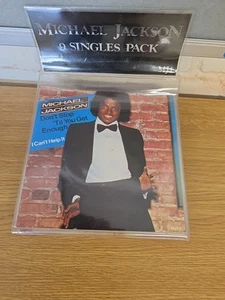 MICHAEL JACKSON
9 SINGLES PACK
MICHAEL
JACKSON
Don't Stop
'Til You Get
Enough
I Can't Help It